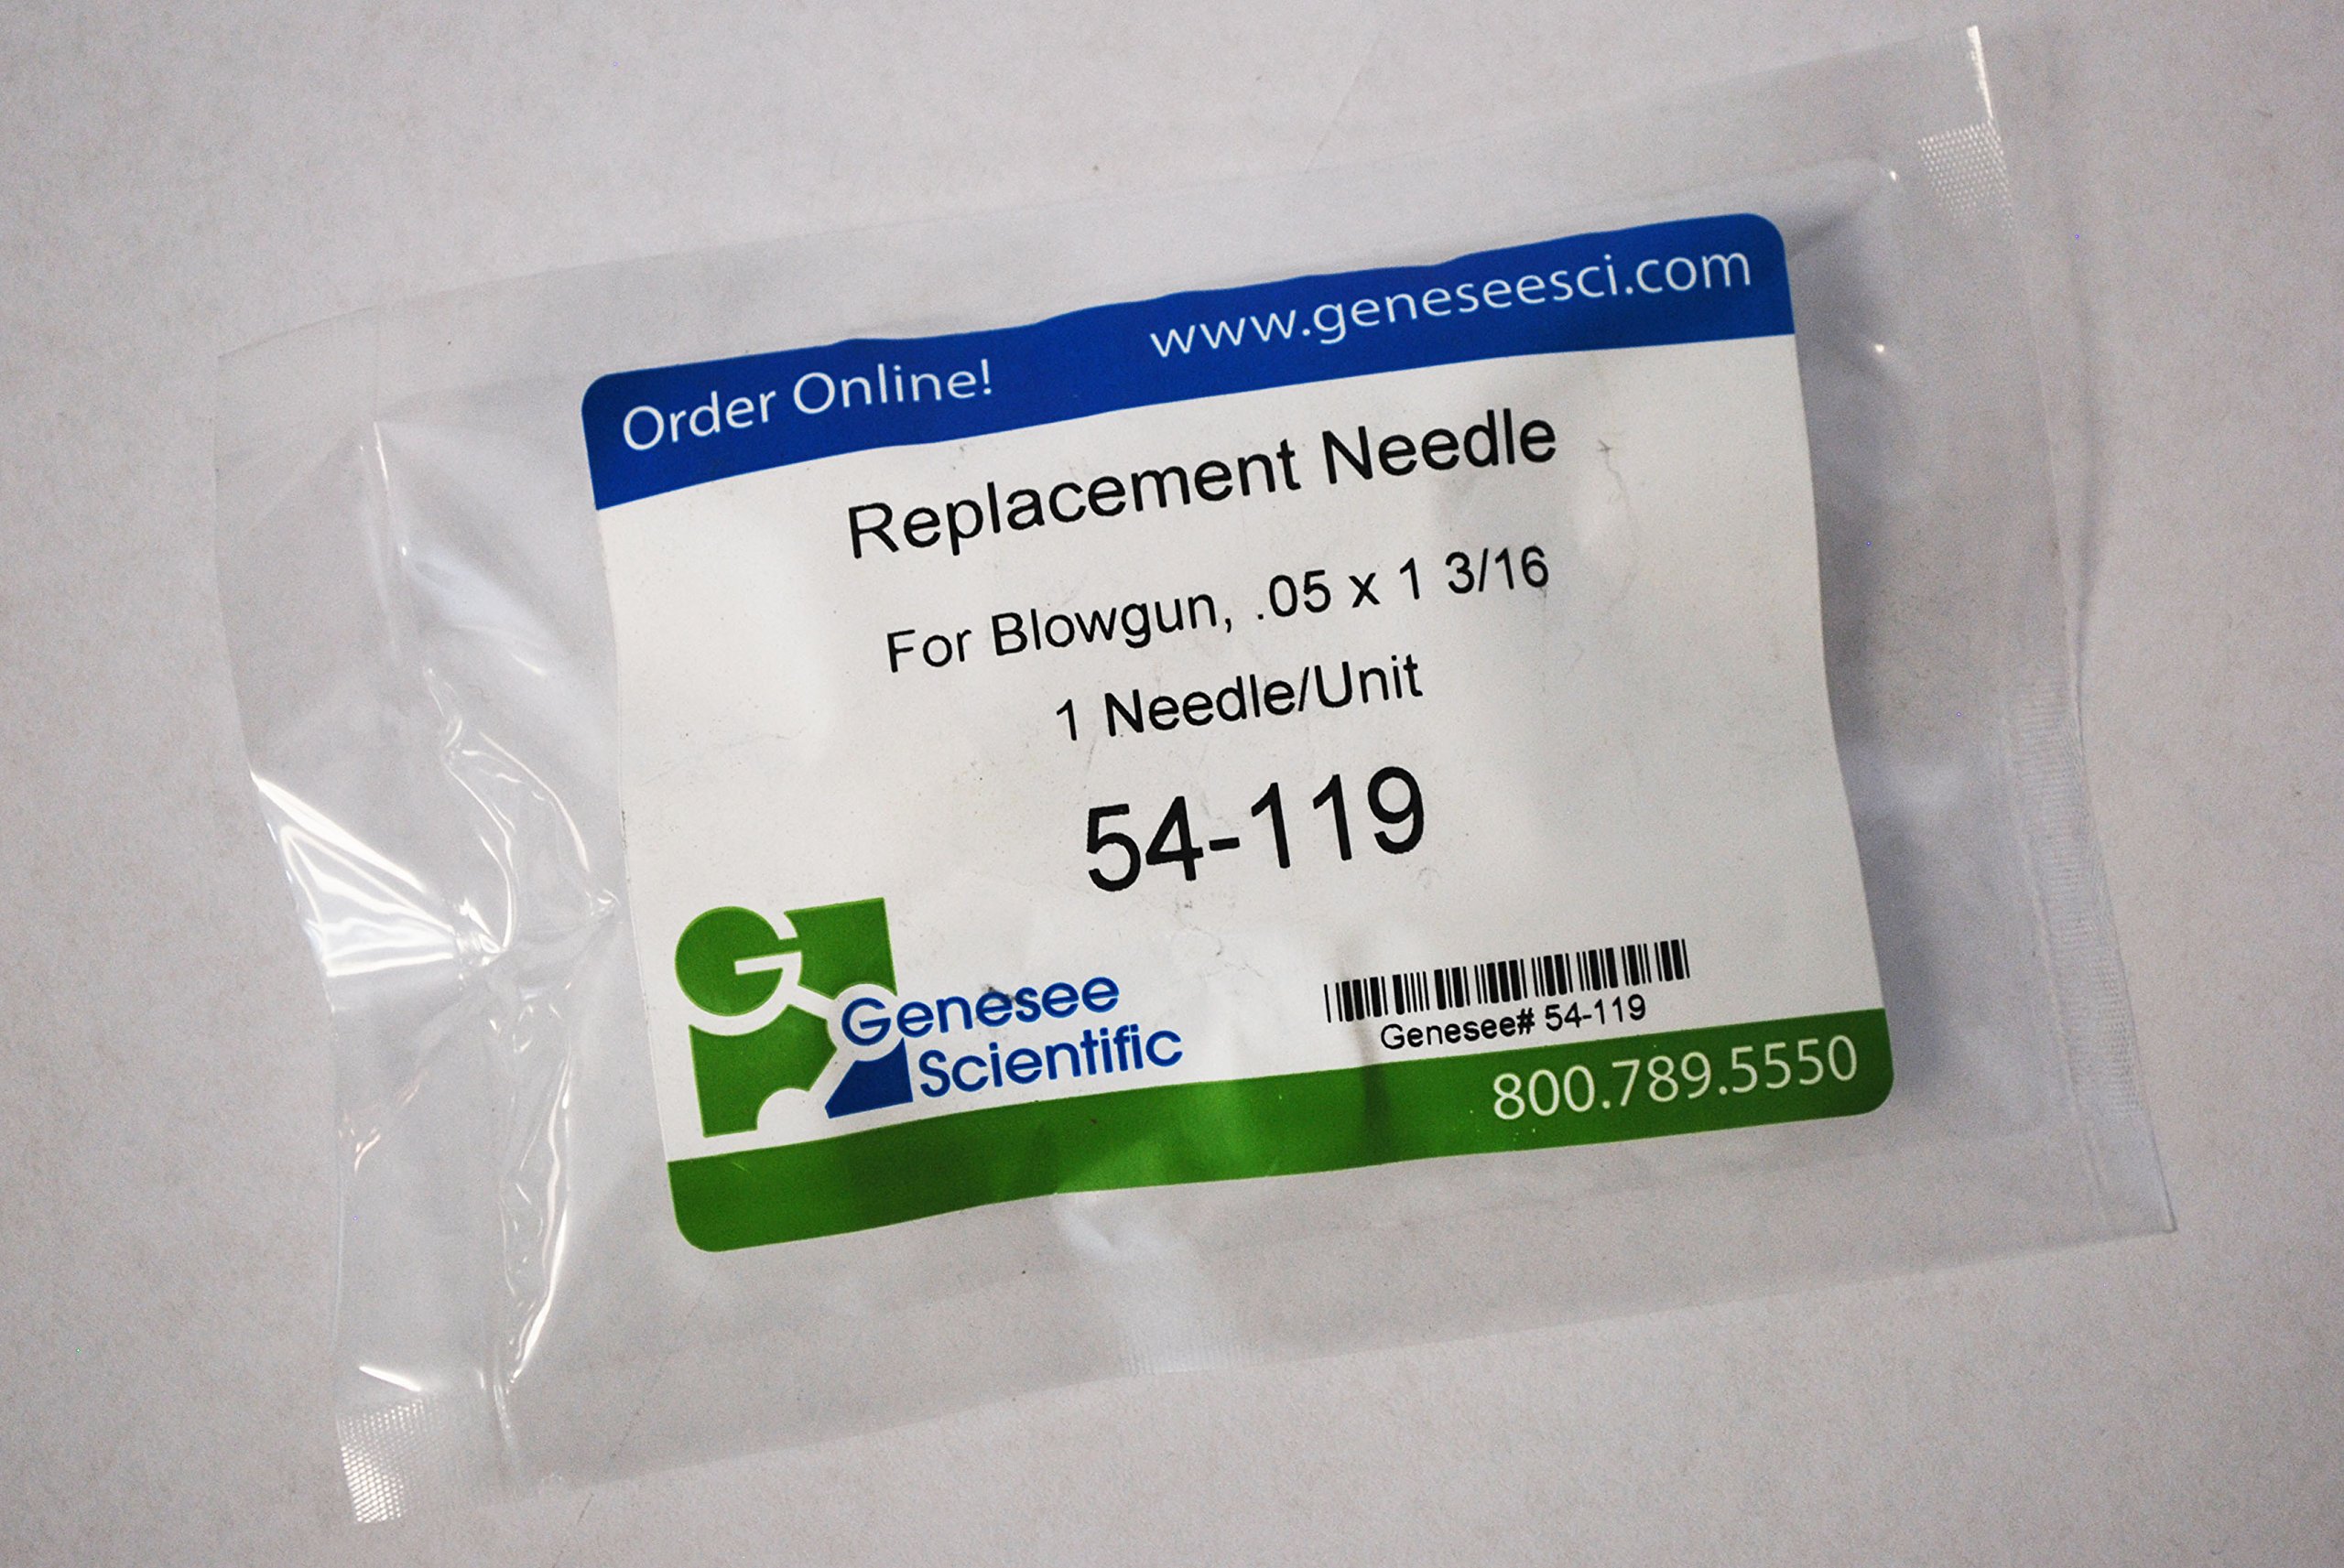 Order Online! www.geneseesci.com
Replacement Needle
For Blowgun, .05 x 1 3/16
1 Needle/Unit
54-119
Genesee
Scientific
Genesee# 54-119
800.789.5550